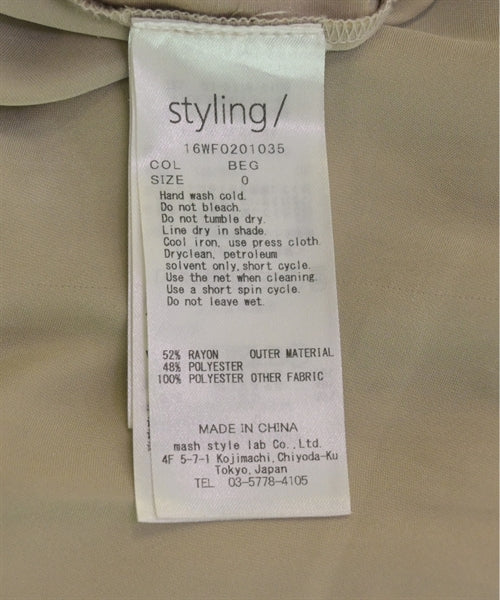 styling/
16WF0201035
COL BEG
SIZE 0
Hand wash cold.
Do not bleach.
Do not tumble dry.
Line dry in shade.
Cool iron, use press cloth.
Dryclean, petroleum
solvent only, short cycle.
Use the net when cleaning.
Use a short spin cycle.
Do not leave wet.
52% RAYON OUTER MATERIAL
48% POLYESTER
100% POLYESTER OTHER FABRIC
MADE IN CHINA
mash style lab Co., Ltd.
4F 5-7-1 Kojimachi, Chiyoda-Ku
Tokyo, Japan
TEL 03-5778-4105